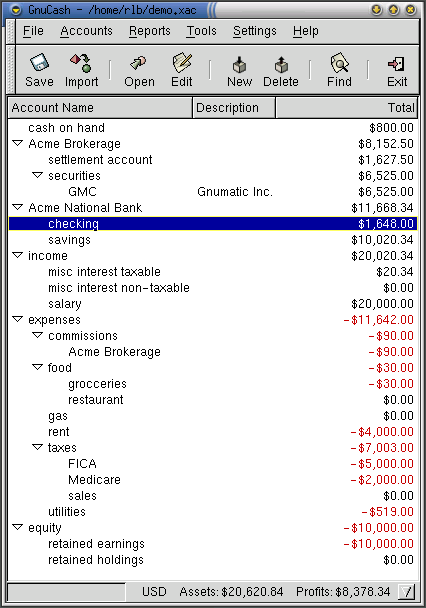 GnuCash - /home/rlb/demo.xac
File Accounts Reports Tools Settings Help
Save Import Open Edit New Delete Find Exit
Account Name Description Total
cash on hand $800.00
Acme Brokerage $8,152.50
settlement account $1,627.50
securities $6,525.00
GMC Gnumatic Inc. $6,525.00
Acme National Bank $11,668.34
checking $1,648.00
savings $10,020.34
income $20,020.34
misc interest taxable $20.34
misc interest non-taxable $0.00
salary $20,000.00
expenses -$11,642.00
commissions -$90.00
Acme Brokerage -$90.00
food -$30.00
grocceries -$30.00
restaurant $0.00
gas $0.00
rent -$4,000.00
taxes -$7,003.00
FICA -$5,000.00
Medicare -$2,000.00
sales $0.00
utilities -$519.00
equity -$10,000.00
retained earnings -$10,000.00
retained holdings $0.00
USD Assets: $20,620.84 Profits: $8,378.34